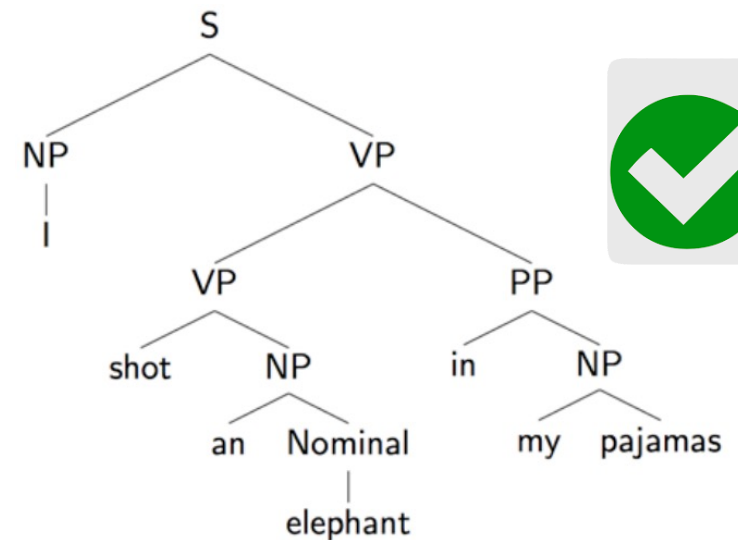 S
NP VP
I
VP PP
shot NP in NP
an Nominal my pajamas
elephant